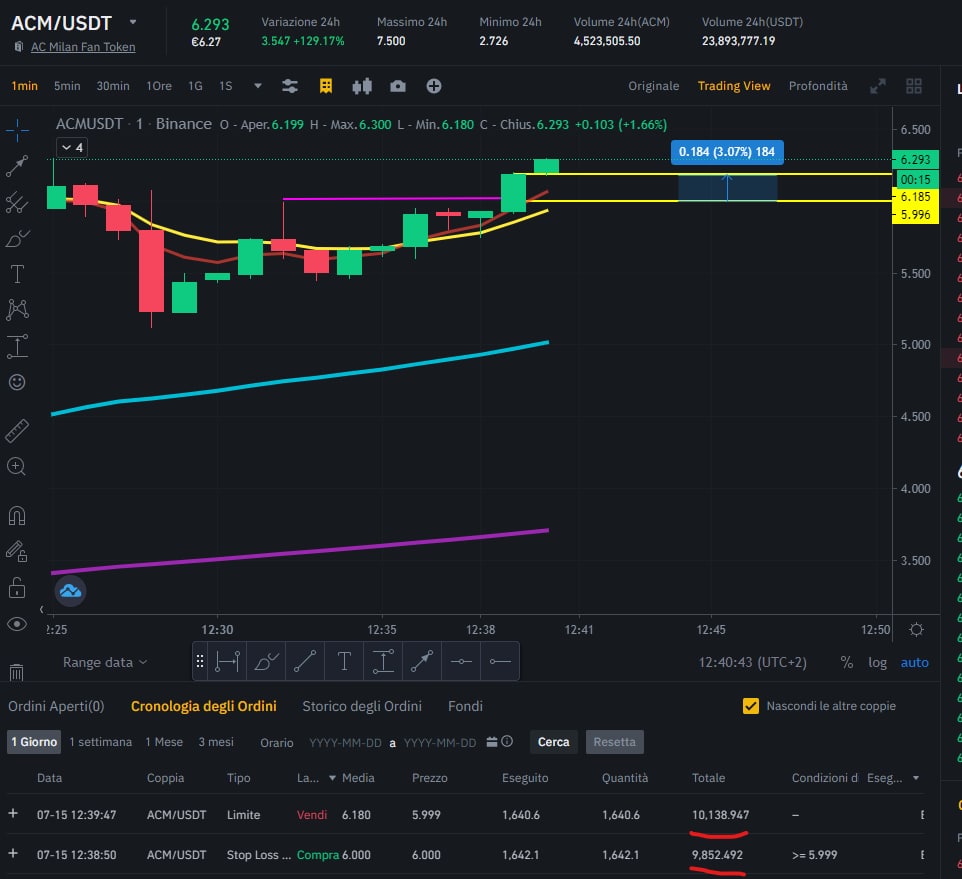 ACM/USDT
AC Milan Fan Token
6.293
€6.27
Variazione 24h
3.547 +129.17%
Massimo 24h
7.500
Minimo 24h
2.726
Volume 24h(ACM)
4,523,505.50
Volume 24h(USDT)
23,893,777.19
1min 5min 30min 1Ore 1G 1S Originale Trading View Profondità
ACMUSDT · 1 · Binance O - Aper.6.199 H - Max.6.300 L - Min.6.180 C - Chius.6.293 +0.103 (+1.66%)
4
0.184 (3.07%) 184
6.500
6.293
00:15
6.185
5.996
5.500
5.000
4.500
4.000
3.500
2:25 12:30 12:35 12:38 12:41 12:45 12:50
Range data 12:40:43 (UTC+2) % log auto
Ordini Aperti(0) Cronologia degli Ordini Storico degli Ordini Fondi Nascondi le altre coppie
1 Giorno 1 settimana 1 Mese 3 mesi Orario YYYY-MM-DD a YYYY-MM-DD Cerca Resetta
Data Coppia Tipo La... Media Prezzo Eseguito Quantità Totale Condizioni d Eseg...
07-15 12:39:47 ACM/USDT Limite Vendi 6.180 5.999 1,640.6 1,640.6 10,138.947 –
07-15 12:38:50 ACM/USDT Stop Loss ... Compra 6.000 6.000 1,642.1 1,642.1 9,852.492 >= 5.999